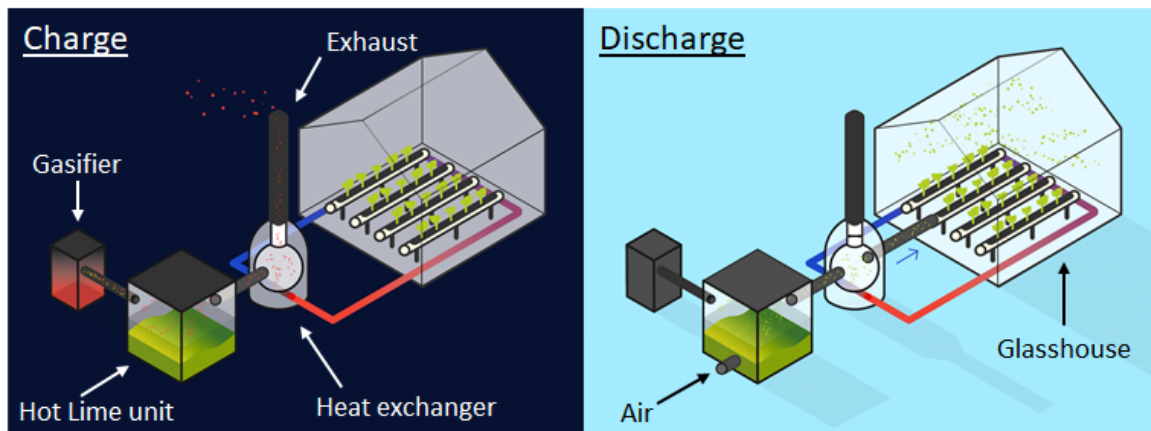 Charge
Exhaust
Gasifier
Hot Lime unit
Heat exchanger
Discharge
Glasshouse
Air